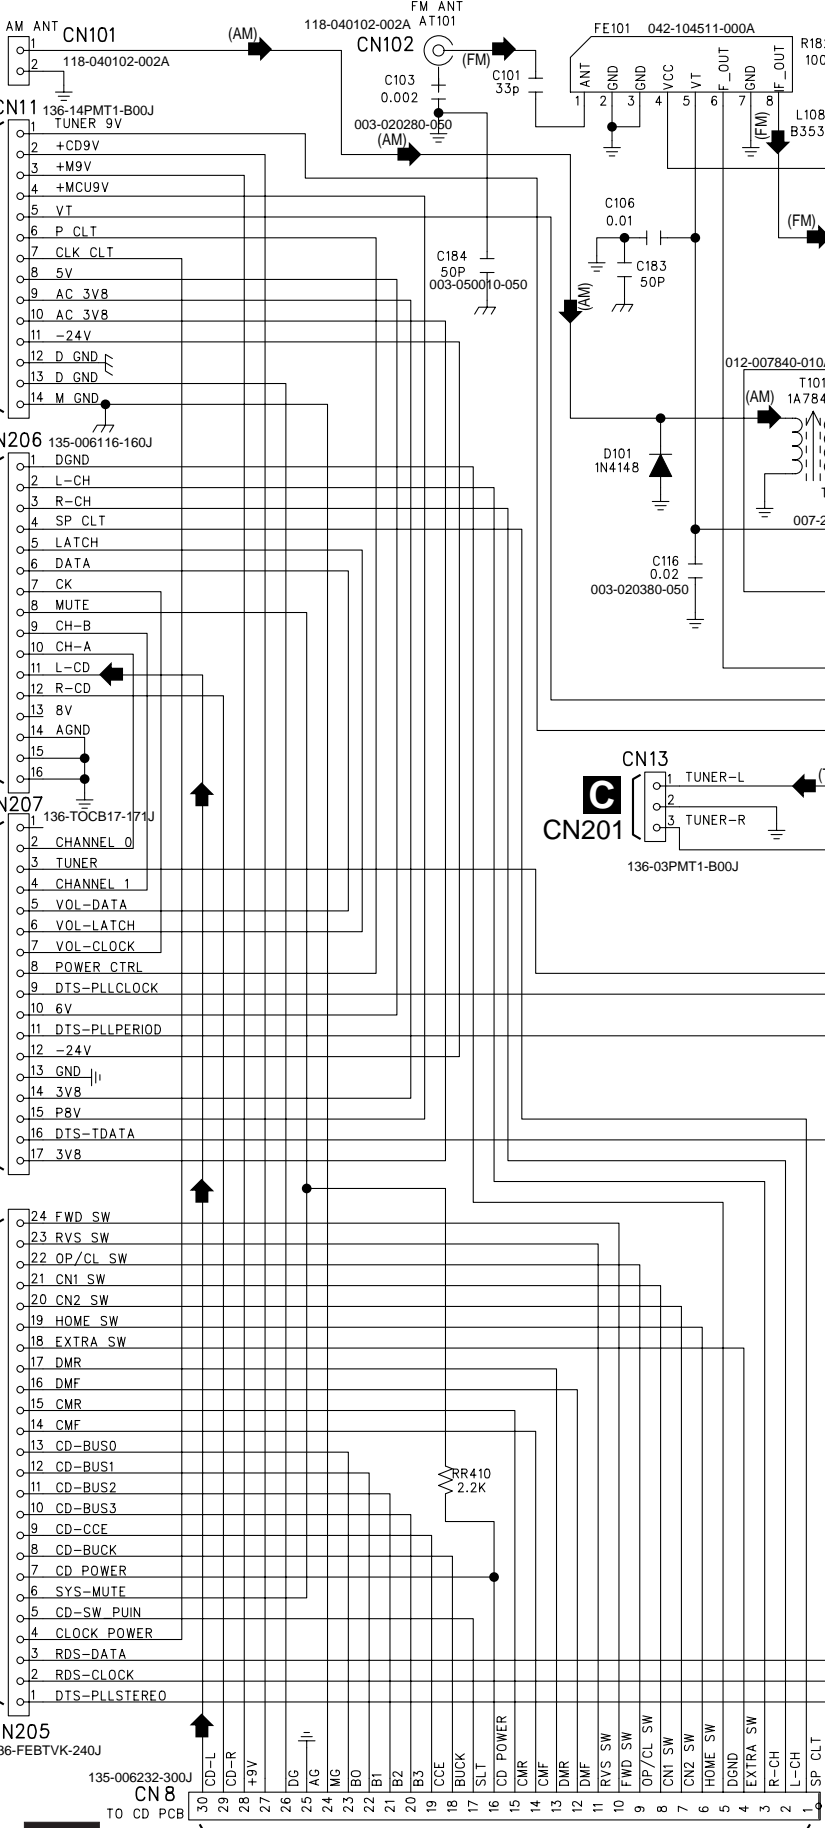 FM ANT
AT101
AM ANT
CN101
118-040102-002A
118-040102-002A
CN102
(AM)
(FM)
C103
0.002
C101
33p
003-020280-050
(AM)
FE101 042-104511-000A
ANT
GND
GND
VCC
VT
F_OUT
GND
IF_OUT
1 2 3 4 5 6 7 8
(FM)
(FM)
C106
0.01
C183
50P
C184
50P
003-050010-050
(AM)
CN11 136-14PMT1-B00J
1 TUNER 9V
2 +CD9V
3 +M9V
4 +MCU9V
5 VT
6 P CLT
7 CLK CLT
8 5V
9 AC 3V8
10 AC 3V8
11 -24V
12 D GND
13 D GND
14 M GND
012-007840-010
T101
1A784
(AM)
D101
1N4148
007-2
C116
0.02
003-020380-050
N206 135-006116-160J
1 DGND
2 L-CH
3 R-CH
4 SP CLT
5 LATCH
6 DATA
7 CK
8 MUTE
9 CH-B
10 CH-A
11 L-CD
12 R-CD
13 8V
14 AGND
15
16
CN13
C
CN201
1 TUNER-L
2
3 TUNER-R
136-03PMT1-B00J
N207 136-TOCB17-171J
1
2 CHANNEL 0
3 TUNER
4 CHANNEL 1
5 VOL-DATA
6 VOL-LATCH
7 VOL-CLOCK
8 POWER CTRL
9 DTS-PLLCLOCK
10 6V
11 DTS-PLLPERIOD
12 -24V
13 GND
14 3V8
15 P8V
16 DTS-TDATA
17 3V8
24 FWD SW
23 RVS SW
22 OP/CL SW
21 CN1 SW
20 CN2 SW
19 HOME SW
18 EXTRA SW
17 DMR
16 DMF
15 CMR
14 CMF
13 CD-BUS0
12 CD-BUS1
11 CD-BUS2
10 CD-BUS3
9 CD-CCE
8 CD-BUCK
7 CD POWER
6 SYS-MUTE
5 CD-SW PUIN
4 CLOCK POWER
3 RDS-DATA
2 RDS-CLOCK
1 DTS-PLLSTEREO
RR410
2.2K
N205
36-FEBTVK-240J
135-006232-300J
CN8
TO CD PCB
CD-L
CD-R
+9V
DG
AG
MG
B0
B1
B2
B3
CCE
BUCK
SLT
CD POWER
CMR
CMF
DMR
DMF
RVS SW
FWD SW
OP/CL SW
CN1 SW
CN2 SW
HOME SW
DGND
EXTRA SW
R-CH
L-CH
SP CLT
30 29 28 27 26 25 24 23 22 21 20 19 18 17 16 15 14 13 12 11 10 9 8 7 6 5 4 3 2 1